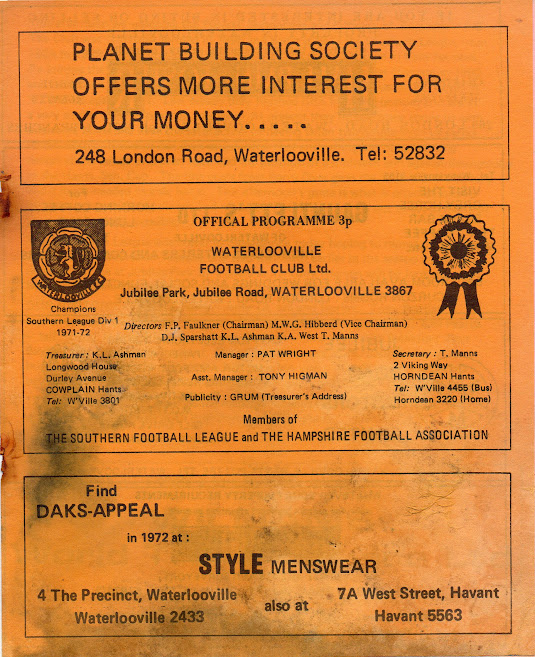 PLANET BUILDING SOCIETY
OFFERS MORE INTEREST FOR
YOUR MONEY.....
248 London Road, Waterlooville. Tel: 52832
OFFICAL PROGRAMME 3p
WATERLOOVILLE
FOOTBALL CLUB Ltd.
Jubilee Park, Jubilee Road, WATERLOOVILLE 3867
WATERLOOVILLE F.C.
Champions
Southern League Div 1
1971-72
Directors F.P. Faulkner (Chairman) M.W.G. Hibberd (Vice Chairman)
D.J. Sparshatt K.L. Ashman K.A. West T. Manns
Treasurer : K.L. Ashman
Longwood House
Durley Avenue
COWPLAIN Hants
Tel: W'Ville 3801
Manager : PAT WRIGHT
Asst. Manager : TONY HIGMAN
Publicity : GRUM (Treasurer's Address)
Secretary : T. Manns
2 Viking Way
HORNDEAN Hants
Tel: W'Ville 4455 (Bus)
Horndean 3220 (Home)
Members of
THE SOUTHERN FOOTBALL LEAGUE and THE HAMPSHIRE FOOTBALL ASSOCIATION
Find
DAKS-APPEAL
in 1972 at :
STYLE MENSWEAR
4 The Precinct, Waterlooville
Waterlooville 2433
also at
7A West Street, Havant
Havant 5563